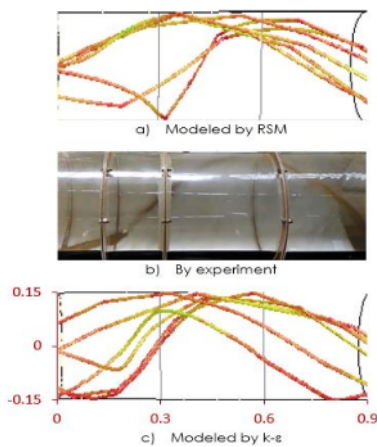 a) Modeled by RSM
b) By experiment
0.15
0
-0.15
0 0.3 0.6 0.9
c) Modeled by k-ε